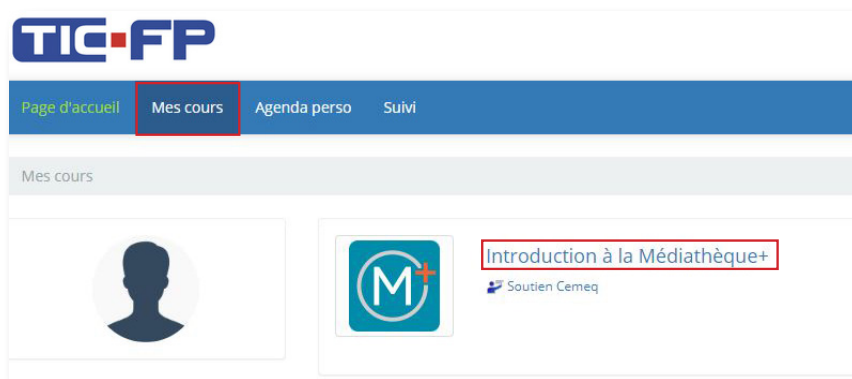 TIC-FP
Page d'accueil Mes cours Agenda perso Suivi
Mes cours
M+
Introduction à la Médiathèque+
Soutien Cemeq